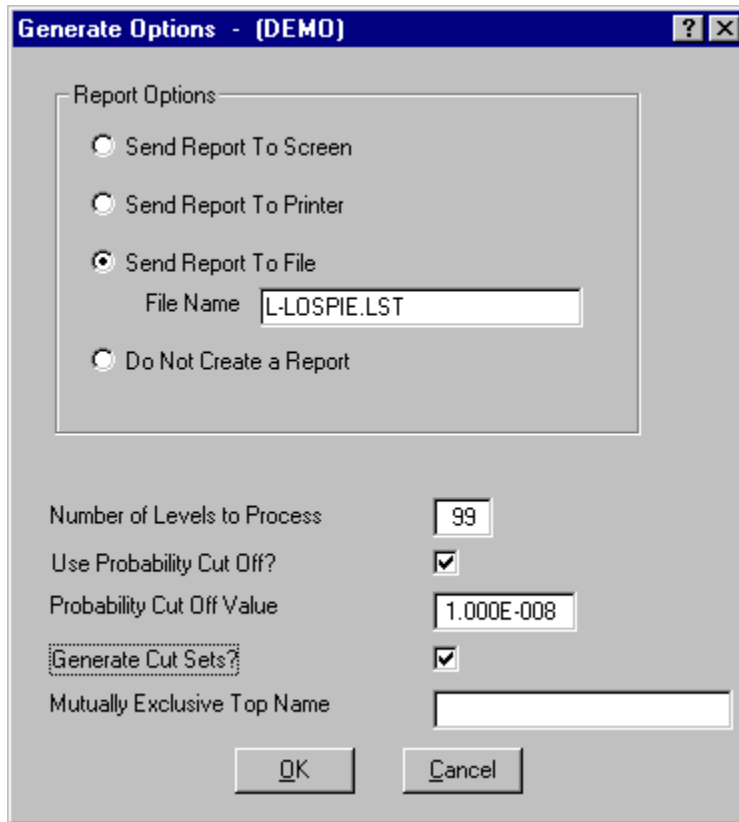 Generate Options - (DEMO)
Report Options
Send Report To Screen
Send Report To Printer
Send Report To File
File Name L-LOSPIE.LST
Do Not Create a Report
Number of Levels to Process 99
Use Probability Cut Off?
Probability Cut Off Value 1.000E-008
Generate Cut Sets?
Mutually Exclusive Top Name
OK Cancel